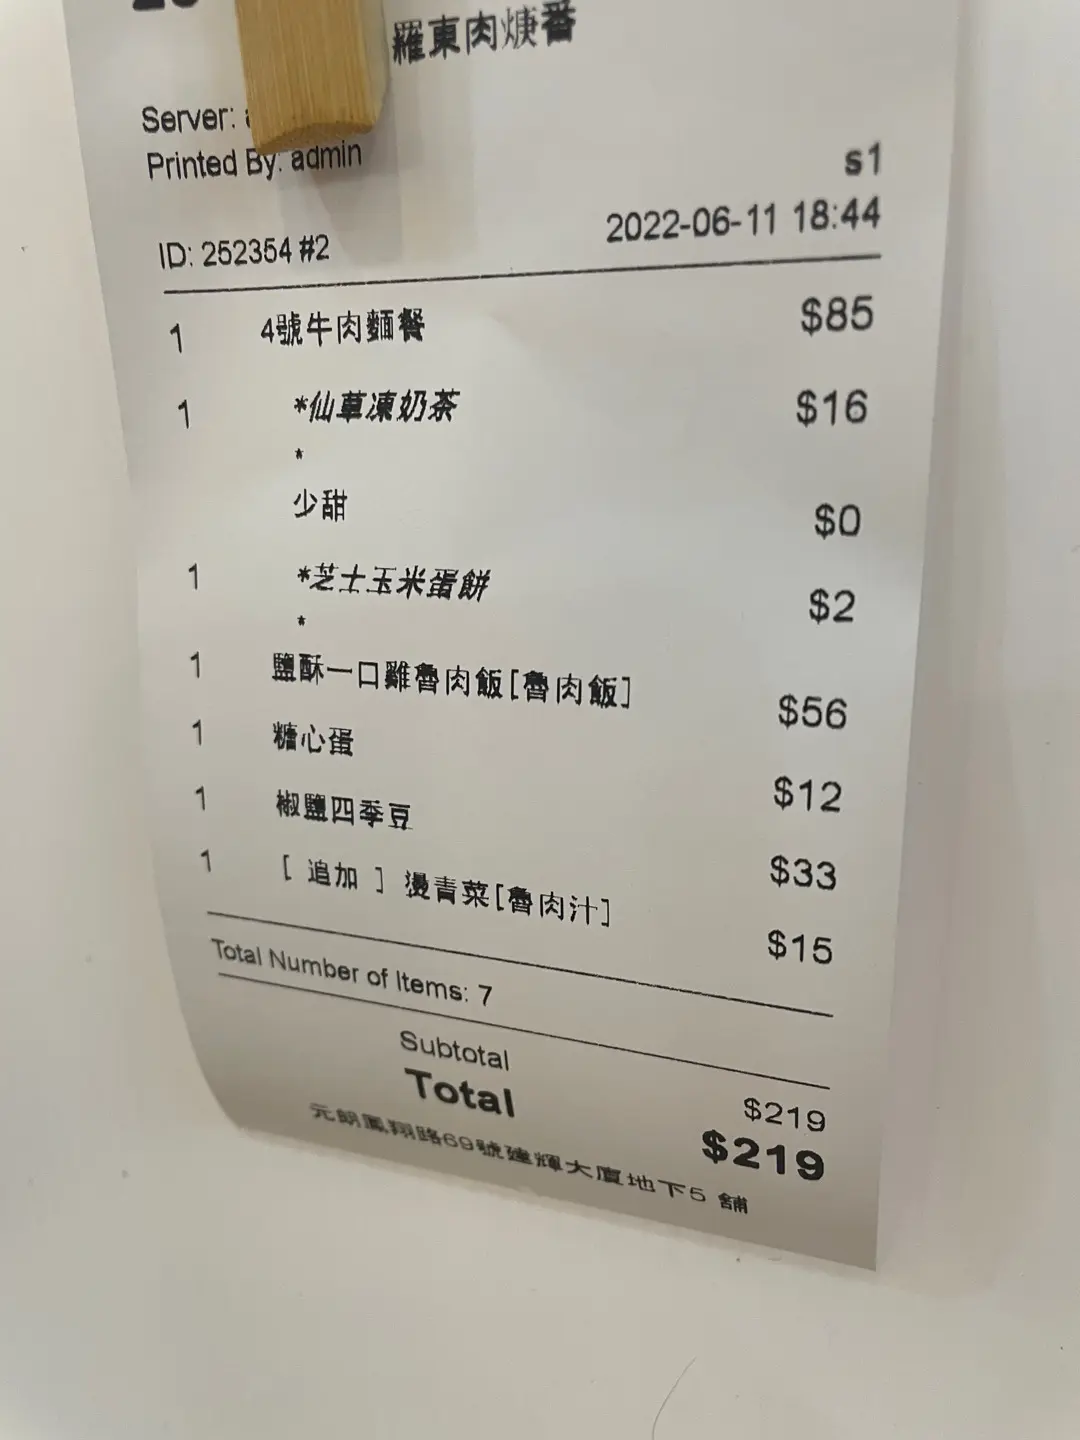 羅東肉焿番
Server:
Printed By: admin
s1
ID: 252354 #2 2022-06-11 18:44
1 4號牛肉麵餐 $85
1 *仙草凍奶茶 $16
*
少甜 $0
1 *芝士玉米蛋餅 $2
*
1 鹽酥一口雞魯肉飯[魯肉飯] $56
1 糖心蛋 $12
1 椒鹽四季豆 $33
1 [ 追加 ] 燙青菜[魯肉汁] $15
Total Number of Items: 7
Subtotal $219
Total $219
元朗鳳翔路69號建輝大廈地下5 舖